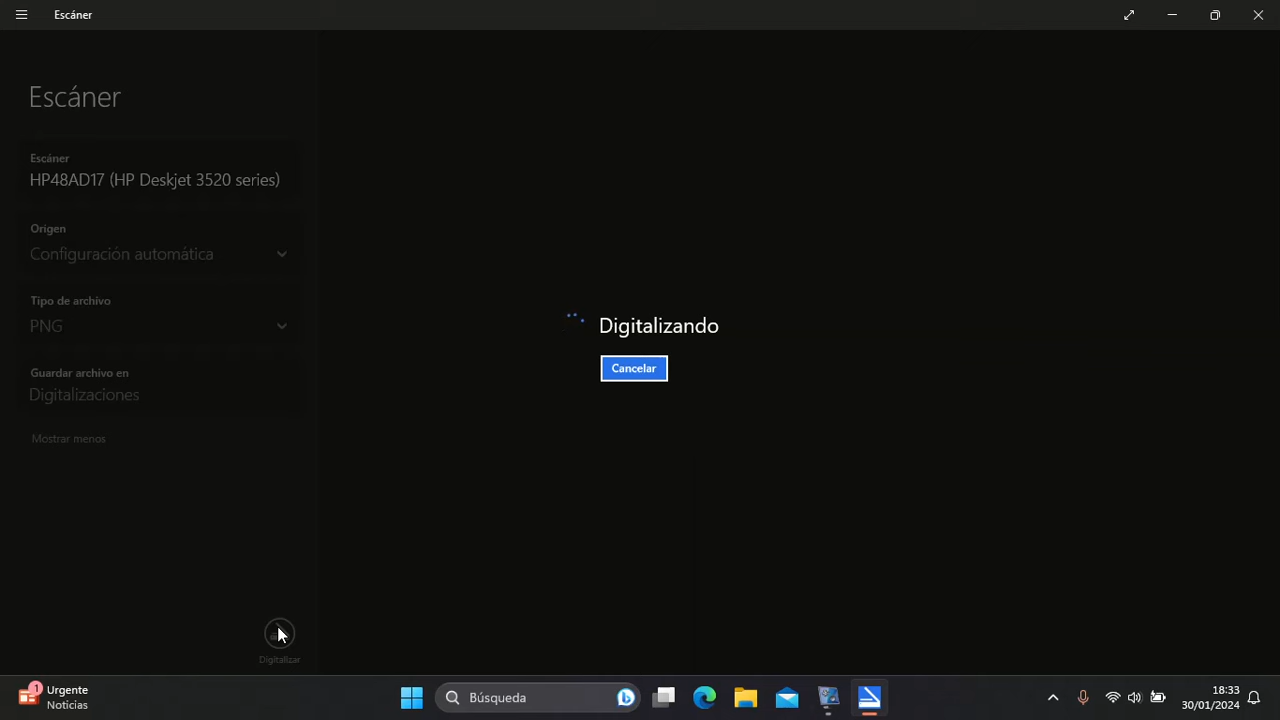 Escáner
Escáner
Escáner
HP48AD17 (HP Deskjet 3520 series)
Origen
Configuración automática
Tipo de archivo
PNG
Guardar archivo en
Digitalizaciones
Mostrar menos
Digitalizando
Cancelar
Digitalizar
1
Urgente
Noticias
Búsqueda
18:33
30/01/2024